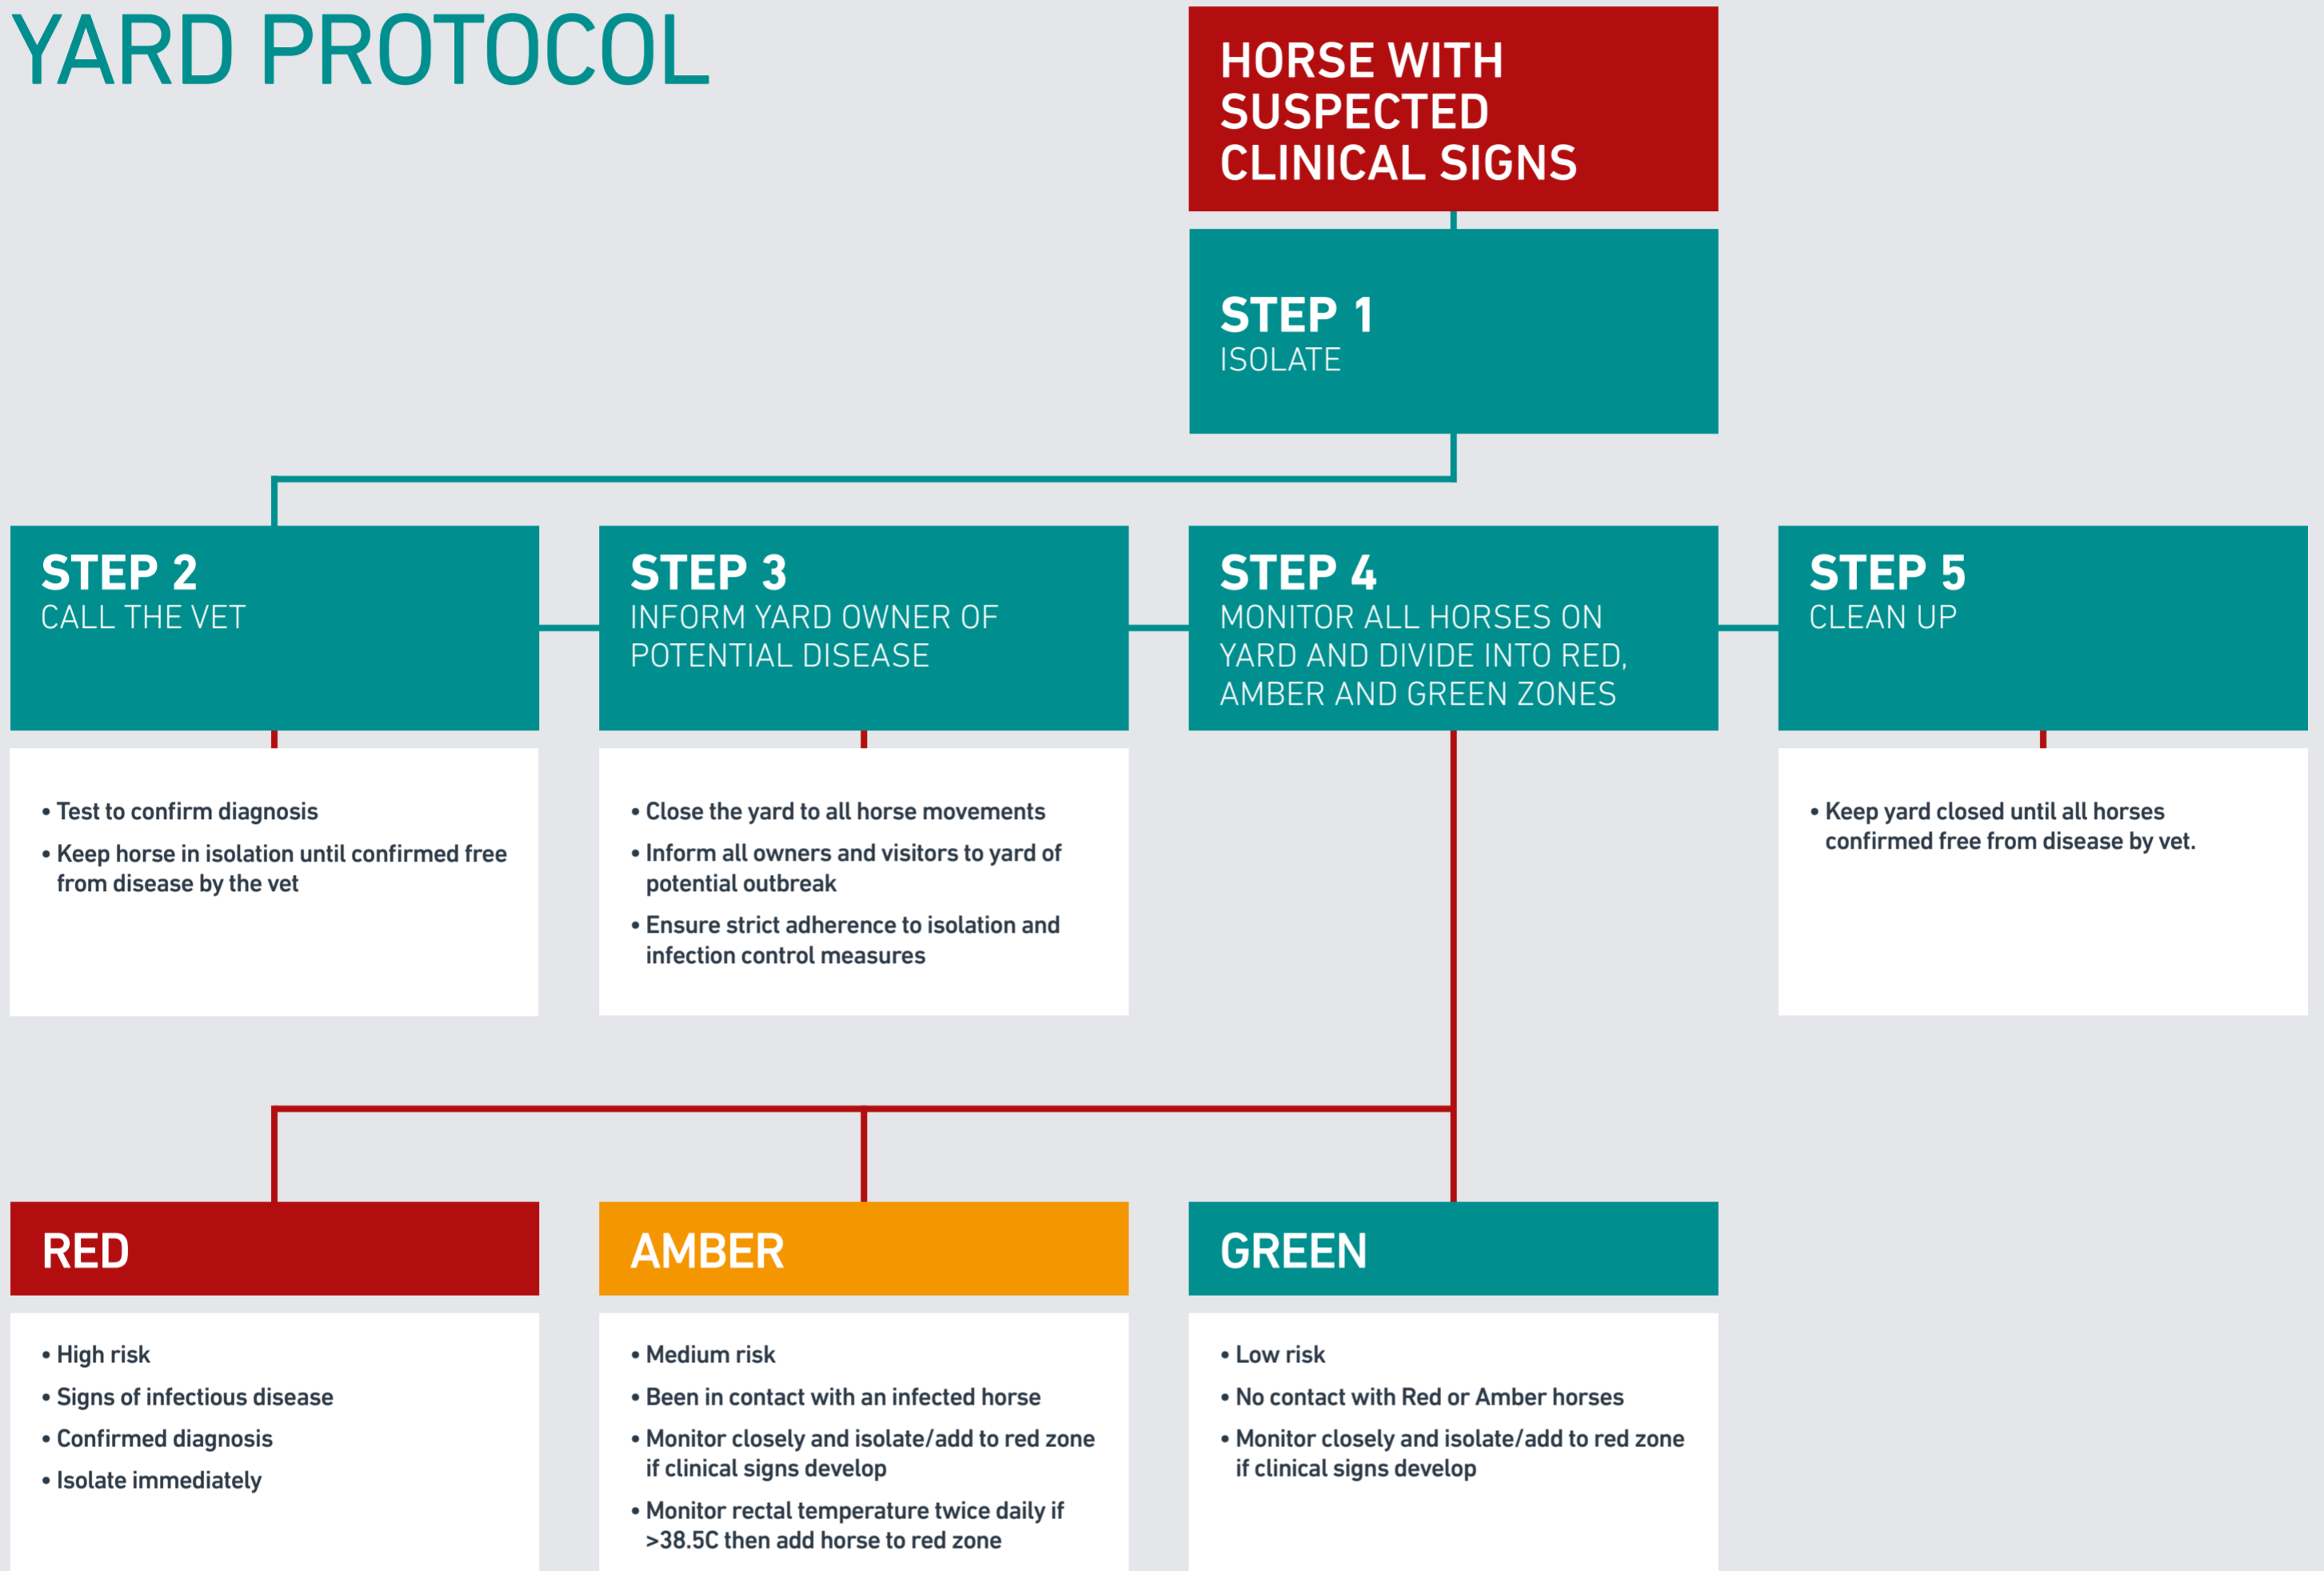 YARD PROTOCOL
HORSE WITH
SUSPECTED
CLINICAL SIGNS
STEP 1
ISOLATE
STEP 2
CALL THE VET
• Test to confirm diagnosis
• Keep horse in isolation until confirmed free
from disease by the vet
STEP 3
INFORM YARD OWNER OF
POTENTIAL DISEASE
• Close the yard to all horse movements
• Inform all owners and visitors to yard of
potential outbreak
• Ensure strict adherence to isolation and
infection control measures
STEP 4
MONITOR ALL HORSES ON
YARD AND DIVIDE INTO RED,
AMBER AND GREEN ZONES
STEP 5
CLEAN UP
• Keep yard closed until all horses
confirmed free from disease by vet.
RED
• High risk
• Signs of infectious disease
• Confirmed diagnosis
• Isolate immediately
AMBER
• Medium risk
• Been in contact with an infected horse
• Monitor closely and isolate/add to red zone
if clinical signs develop
• Monitor rectal temperature twice daily if
>38.5C then add horse to red zone
GREEN
• Low risk
• No contact with Red or Amber horses
• Monitor closely and isolate/add to red zone
if clinical signs develop